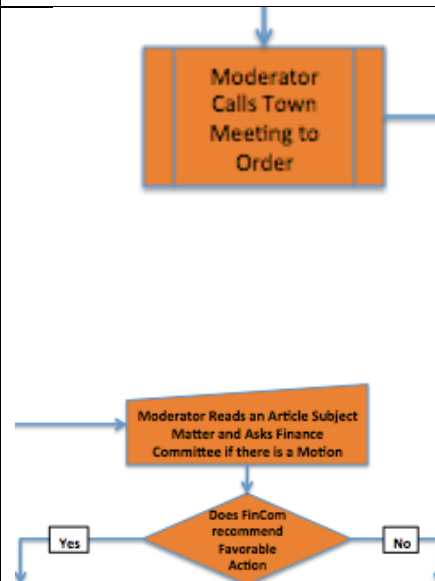 Moderator
Calls Town
Meeting to
Order
Moderator Reads an Article Subject
Matter and Asks Finance
Committee if there is a Motion
Does FinCom
recommend
Favorable
Action
Yes
No